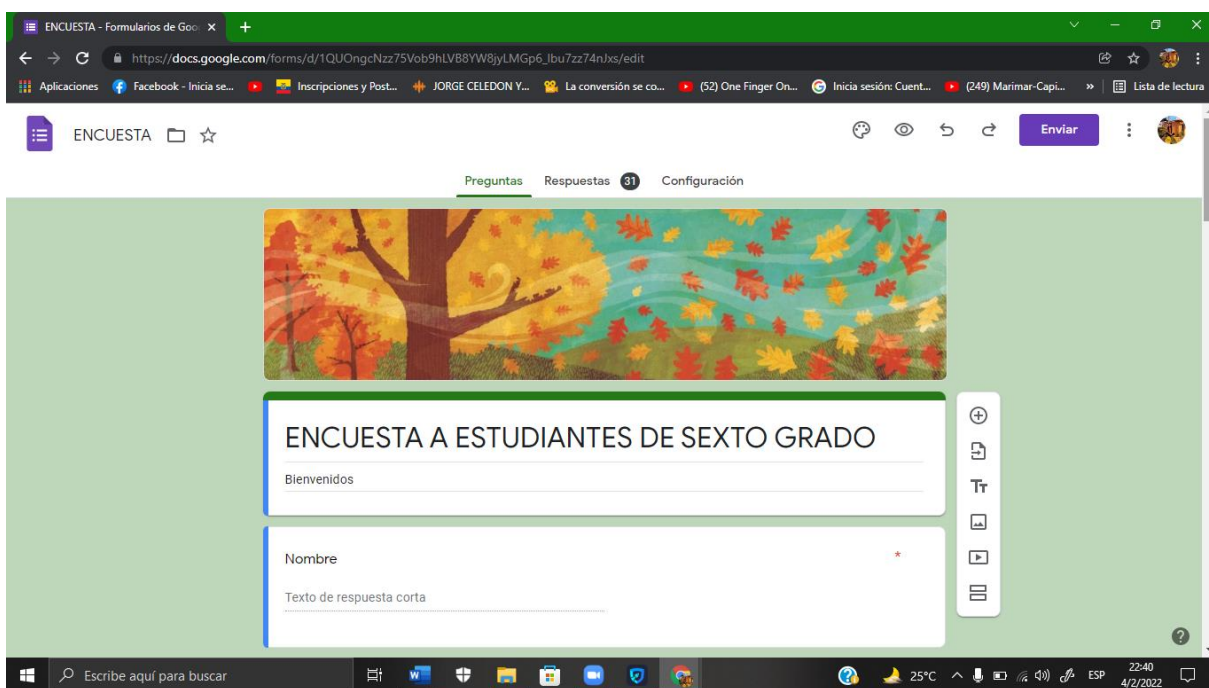 ENCUESTA - Formularios de Goo
https://docs.google.com/forms/d/1QUOngcNzz75Vob9hLVB8YW8jyLMGp6_Ibu7zz74nJxs/edit
Aplicaciones Facebook - Inicia se... Inscripciones y Post... JORGE CELEDON Y... La conversión se co... (52) One Finger On... Inicia sesión: Cuent... (249) Marimar-Capi... » Lista de lectura
ENCUESTA Enviar
Preguntas Respuestas 31 Configuración
ENCUESTA A ESTUDIANTES DE SEXTO GRADO
Bienvenidos
Tт
Nombre *
Texto de respuesta corta
Escribe aquí para buscar 25°C ESP 22:40
4/2/2022